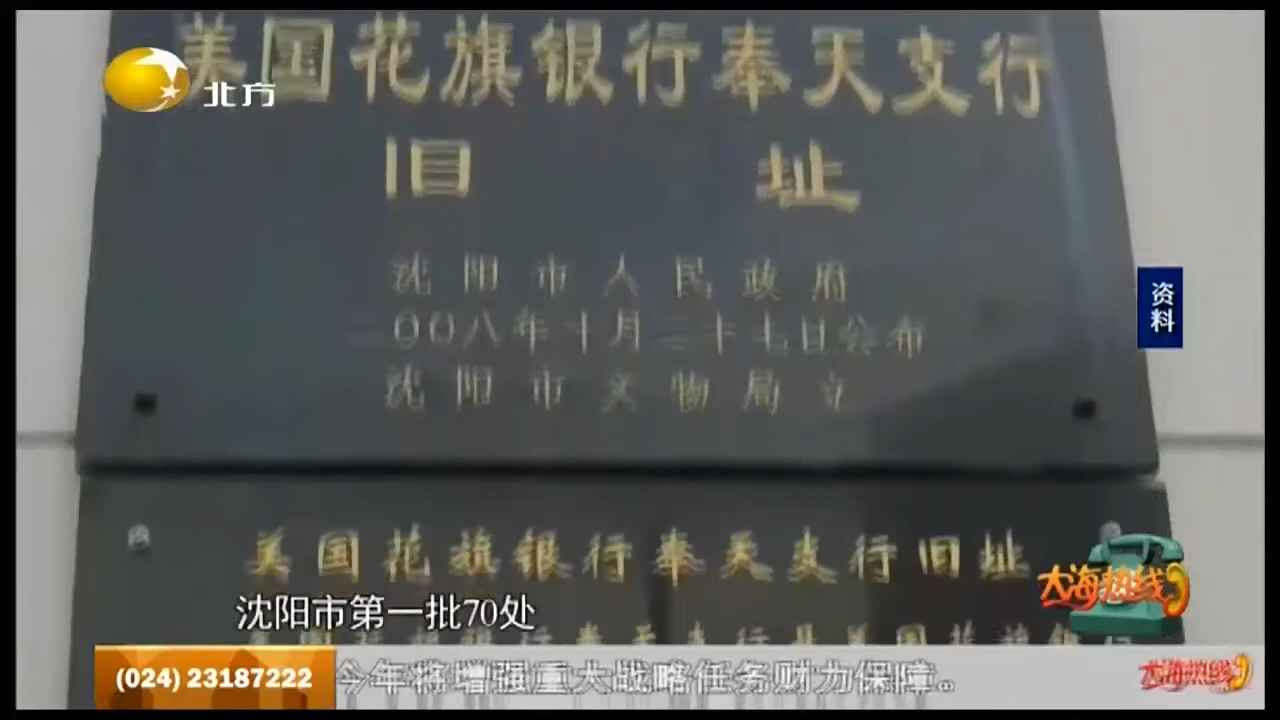 美国花旗银行奉天支行
北方
旧址
沈阳市人民政府
二〇〇八年十月二十七日公布
沈阳市文物局立
资料
美国花旗银行奉天支行旧址
大海热线
沈阳市第一批70处
(024) 23187222
今年将增强重大战略任务财力保障。
大海热线